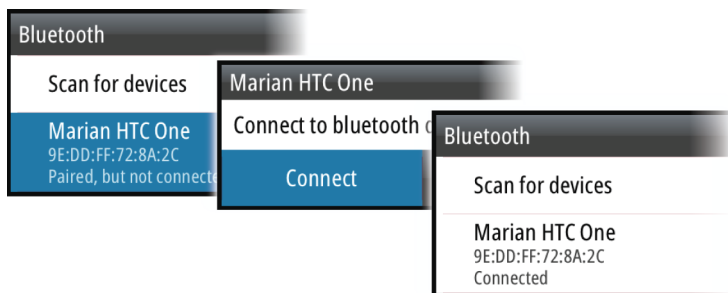 Bluetooth
Scan for devices
Marian HTC One
9E:DD:FF:72:8A:2C
Paired, but not connecte
Marian HTC One
Connect to bluetooth
Connect
Bluetooth
Scan for devices
Marian HTC One
9E:DD:FF:72:8A:2C
Connected